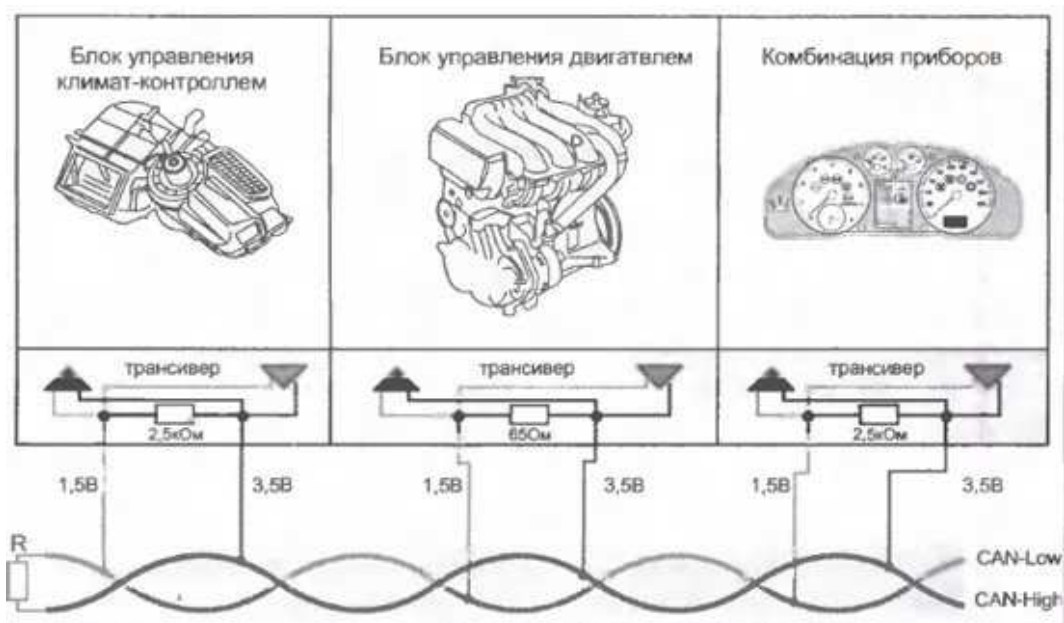 Блок управления
климат-контроллем
Блок управления двигатвлем
Комбинация приборов
трансивер
трансивер
трансивер
2,5кОм
65Ом
2,5кОм
1,5В
3,5В
1,5В
3,5В
1,5В
3,5В
R
CAN-Low
CAN-High